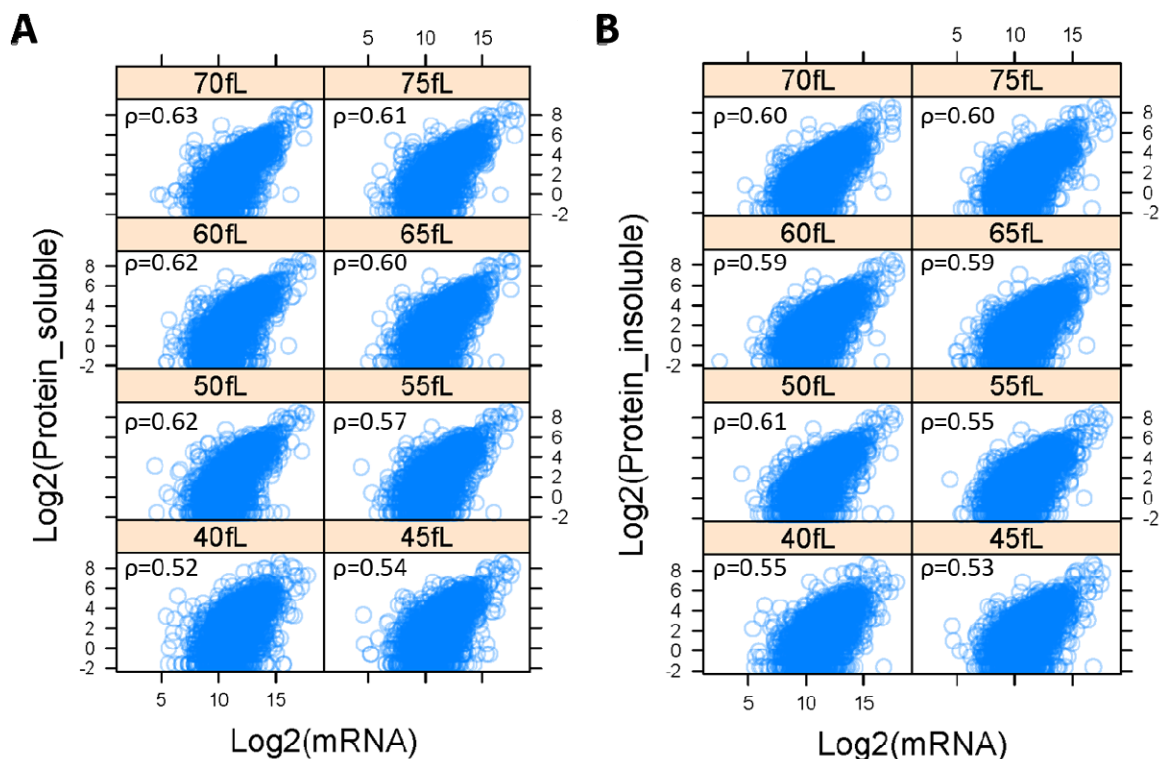 A
5 10 15
70fL 75fL
ρ=0.63 ρ=0.61
8
6
4
2
0
-2
60fL 65fL
ρ=0.62 ρ=0.60
8
6
4
2
0
-2
50fL 55fL
ρ=0.62 ρ=0.57
8
6
4
2
0
-2
40fL 45fL
ρ=0.52 ρ=0.54
8
6
4
2
0
-2
5 10 15
Log2(Protein_soluble)
Log2(mRNA)
B
5 10 15
70fL 75fL
ρ=0.60 ρ=0.60
8
6
4
2
0
-2
60fL 65fL
ρ=0.59 ρ=0.59
8
6
4
2
0
-2
50fL 55fL
ρ=0.61 ρ=0.55
8
6
4
2
0
-2
40fL 45fL
ρ=0.55 ρ=0.53
8
6
4
2
0
-2
5 10 15
Log2(Protein_insoluble)
Log2(mRNA)